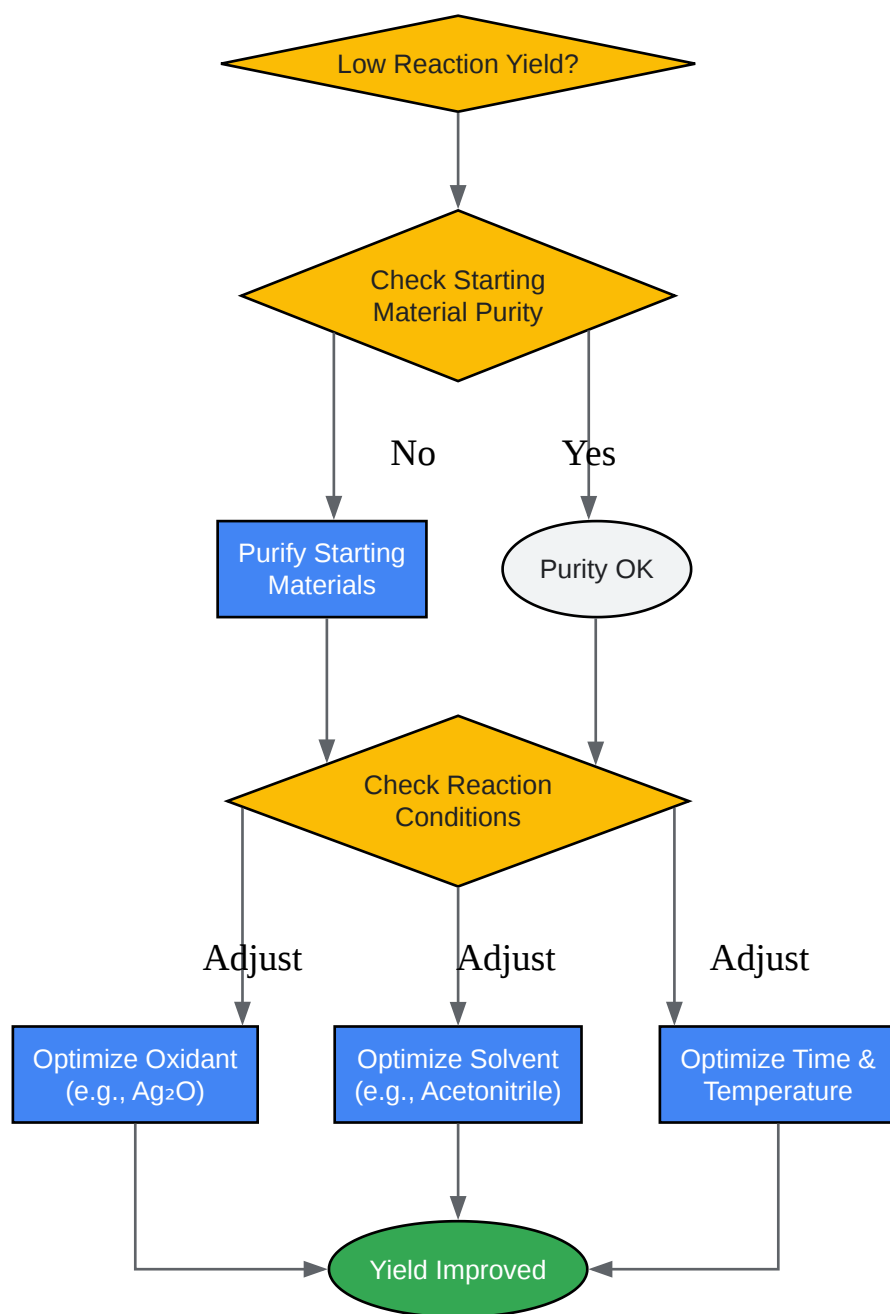 Low Reaction Yield?
Check Starting
Material Purity
No
Yes
Purify Starting
Materials
Purity OK
Check Reaction
Conditions
Adjust
Adjust
Adjust
Optimize Oxidant
(e.g., Ag₂O)
Optimize Solvent
(e.g., Acetonitrile)
Optimize Time &
Temperature
Yield Improved